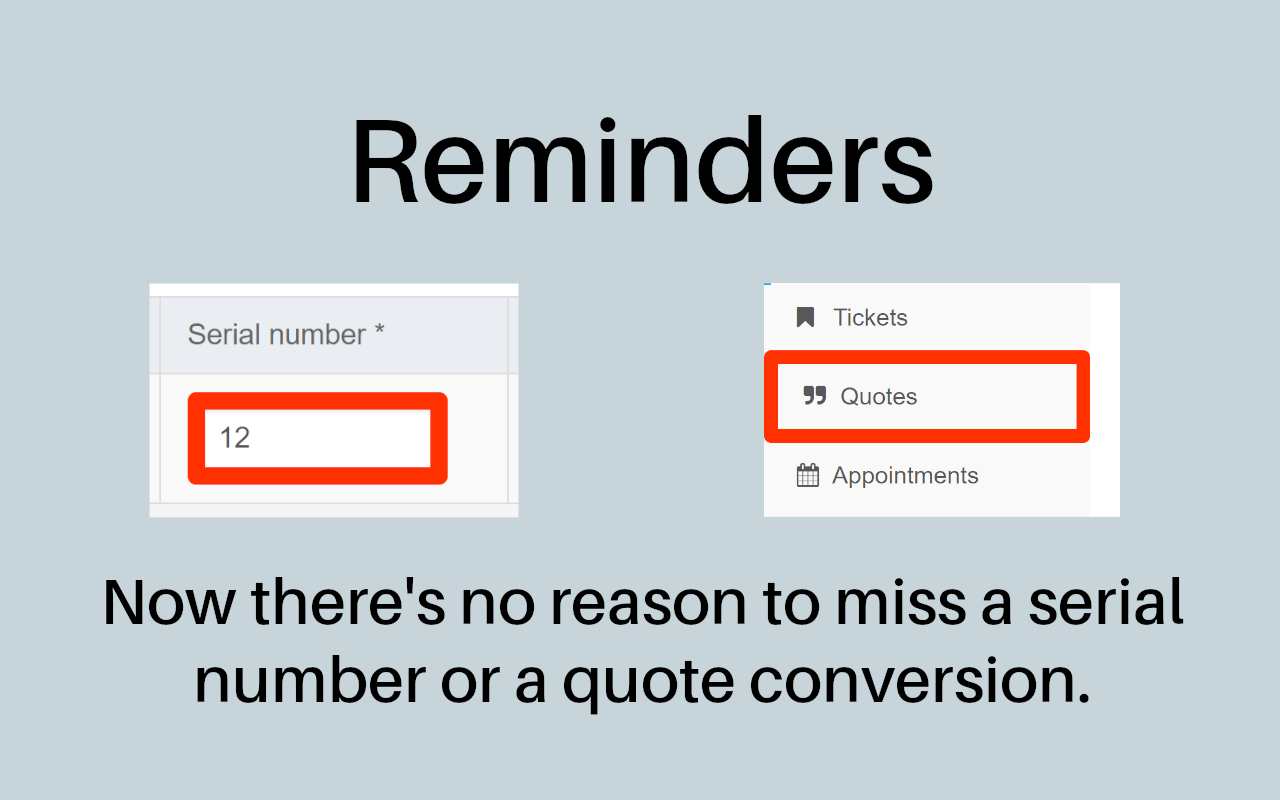 Reminders
Serial number *
12
Tickets
Quotes
Appointments
Now there's no reason to miss a serial
number or a quote conversion.